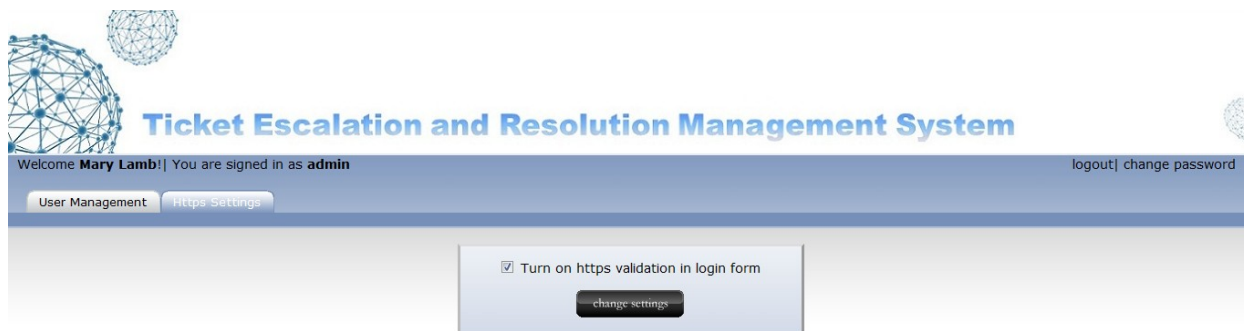 Ticket Escalation and Resolution Management System
Welcome Mary Lamb!| You are signed in as admin logout| change password
User Management Https Settings
Turn on https validation in login form
change settings